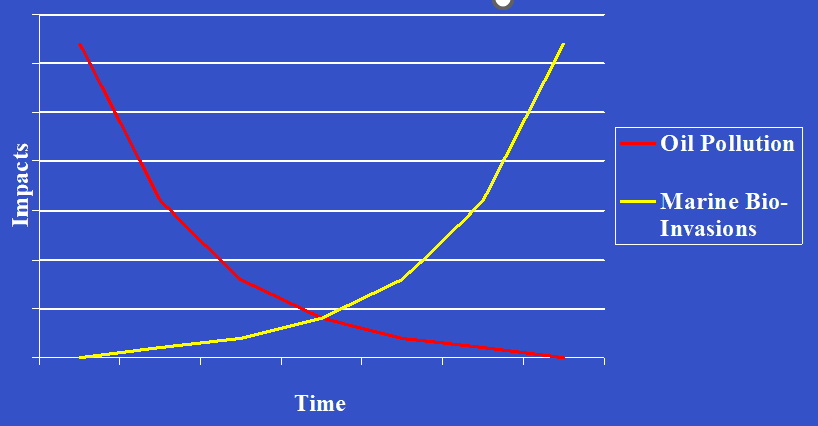 Impacts
Time
Oil Pollution
Marine Bio-
Invasions